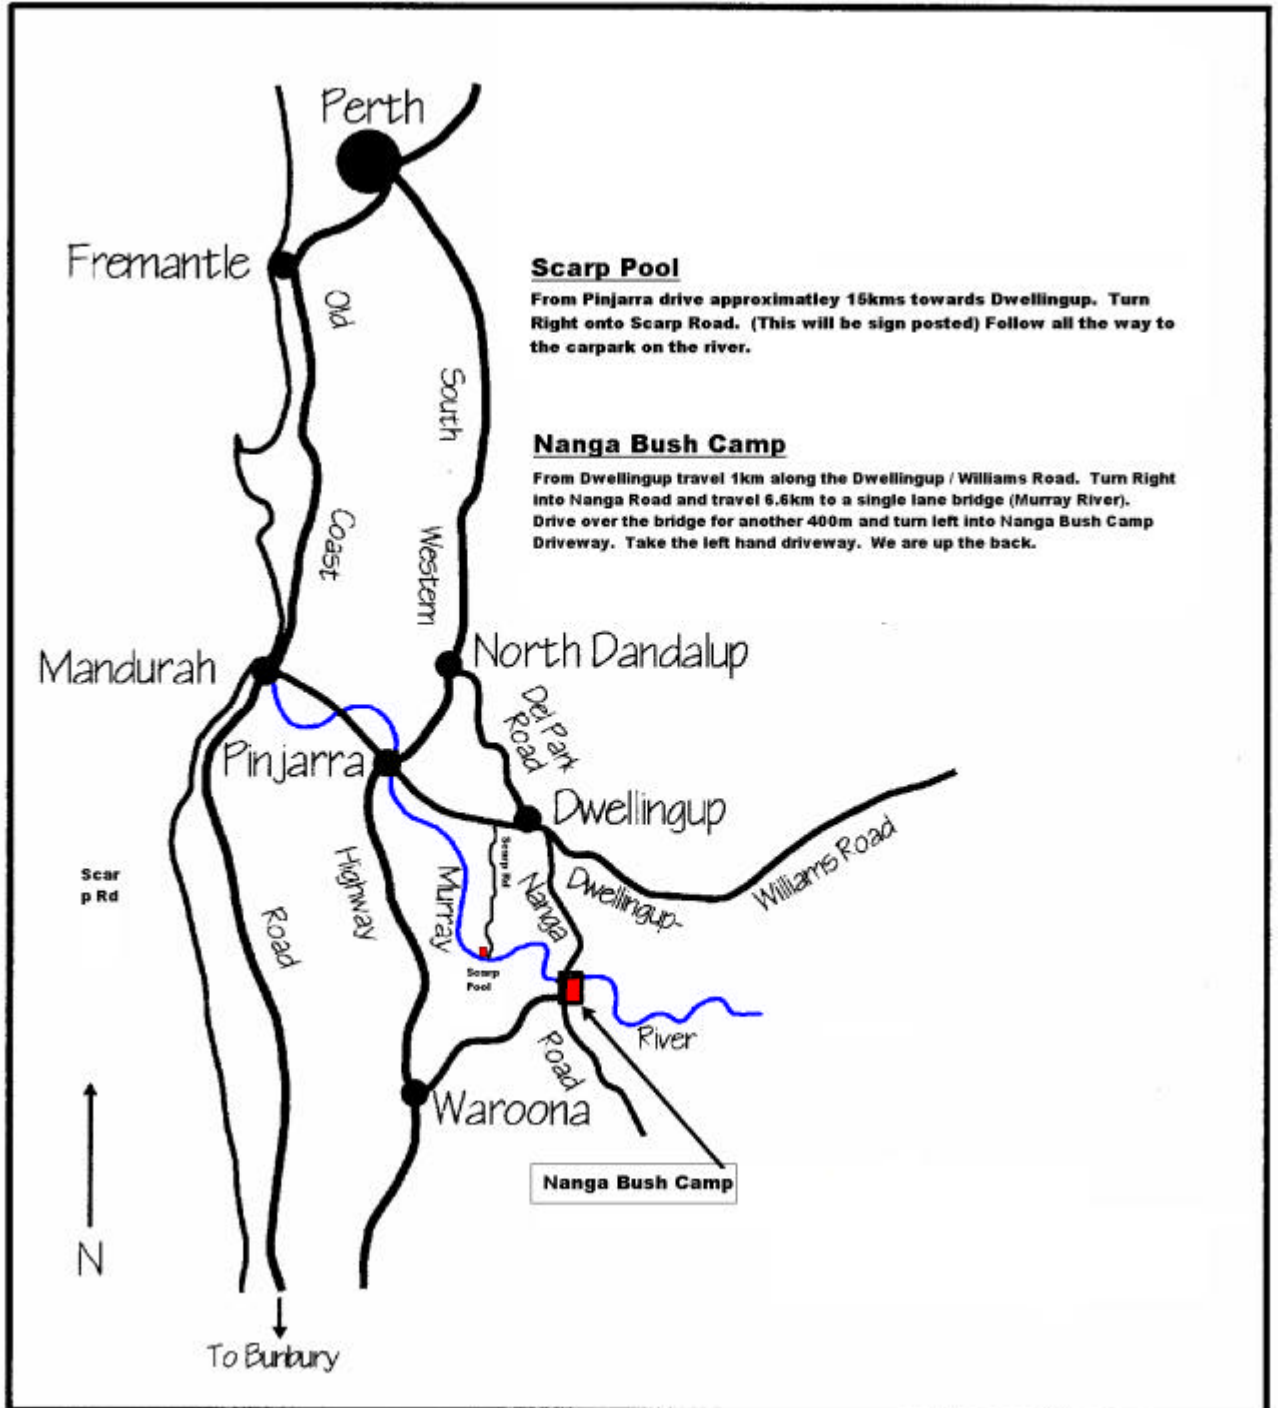 Perth
Fremantle
Old
Scarp Pool
From Pinjarra drive approximatley 15kms towards Dwellingup. Turn
Right onto Scarp Road. (This will be sign posted) Follow all the way to
the carpark on the river.
South
Nanga Bush Camp
From Dwellingup travel 1km along the Dwellingup / Williams Road. Turn Right
into Nanga Road and travel 6.6km to a single lane bridge (Murray River).
Drive over the bridge for another 400m and turn left into Nanga Bush Camp
Driveway. Take the left hand driveway. We are up the back.
Coast
Western
Mandurah
North Dandalup
Del Park
Road
Pinjarra
Dwellingup
Scarp Rd
Williams Road
Dwellingup-
Nanga
Scar
p Rd
Highway
Murray
Road
Scarp
Pool
River
Road
Waroona
Nanga Bush Camp
N
To Bunbury